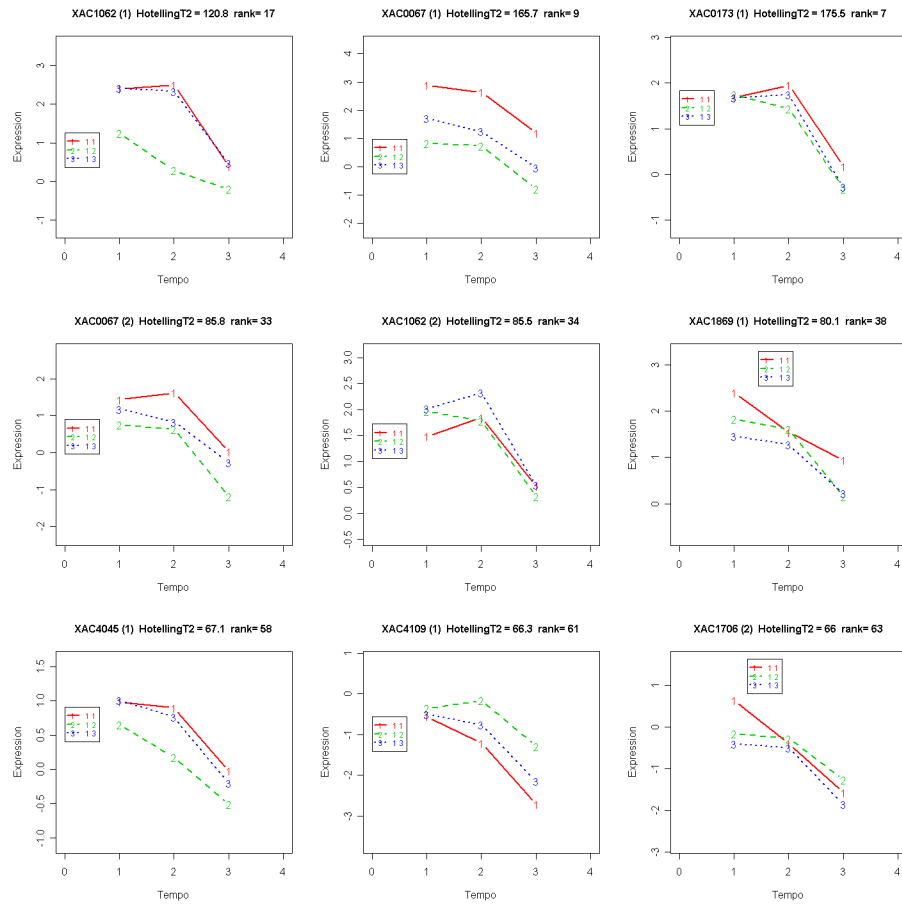 XAC1062 (1) HotellingT2 = 120.8 rank= 17
Expression
3
2
1
0
-1
1 1 1
2 1 2
3 1 3
0 1 2 3 4
Tempo
XAC0067 (1) HotellingT2 = 165.7 rank= 9
Expression
4
3
2
1
0
-1
-2
1 1 1
2 1 2
3 1 3
0 1 2 3 4
Tempo
XAC0173 (1) HotellingT2 = 175.5 rank= 7
Expression
3
2
1
0
-1
1 1 1
2 1 2
3 1 3
0 1 2 3 4
Tempo
XAC0067 (2) HotellingT2 = 85.8 rank= 33
Expression
2
1
0
-1
-2
1 1 1
2 1 2
3 1 3
0 1 2 3 4
Tempo
XAC1062 (2) HotellingT2 = 85.5 rank= 34
Expression
3.0
2.5
2.0
1.5
1.0
0.5
0.0
-0.5
1 1 1
2 1 2
3 1 3
0 1 2 3 4
Tempo
XAC1869 (1) HotellingT2 = 80.1 rank= 38
Expression
3
2
1
0
1 1 1
2 1 2
3 1 3
0 1 2 3 4
Tempo
XAC4045 (1) HotellingT2 = 67.1 rank= 58
Expression
1.5
1.0
0.5
0.0
-0.5
-1.0
1 1 1
2 1 2
3 1 3
0 1 2 3 4
Tempo
XAC4109 (1) HotellingT2 = 66.3 rank= 61
Expression
1
0
-1
-2
-3
1 1 1
2 1 2
3 1 3
0 1 2 3 4
Tempo
XAC1706 (2) HotellingT2 = 66 rank= 63
Expression
1
0
-1
-2
-3
1 1 1
2 1 2
3 1 3
0 1 2 3 4
Tempo